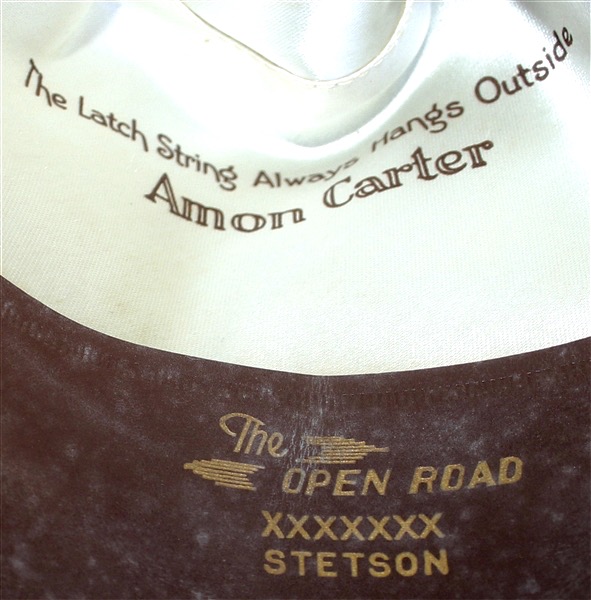 The Latch String Always Hangs Outside
Amon Carter
The
OPEN ROAD
XXXXXXX
STETSON